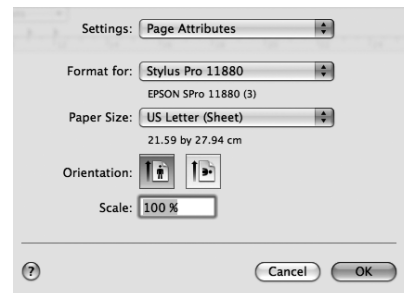 Settings: Page Attributes
Format for: Stylus Pro 11880
EPSON SPro 11880 (3)
Paper Size: US Letter (Sheet)
21.59 by 27.94 cm
Orientation:
Scale: 100 %
? Cancel OK